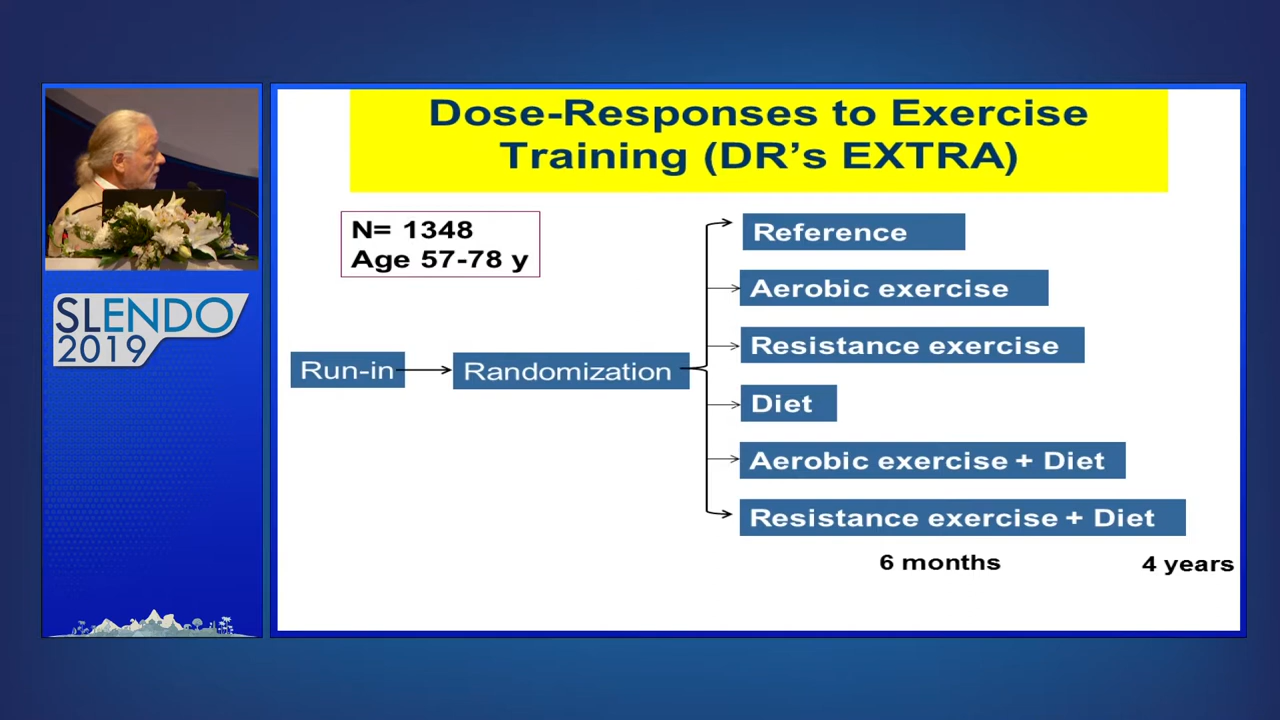 Dose-Responses to Exercise
Training (DR's EXTRA)
N= 1348
Age 57-78 y
Run-in
Randomization
Reference
Aerobic exercise
Resistance exercise
Diet
Aerobic exercise + Diet
Resistance exercise + Diet
6 months
4 years
SLENDO
2019